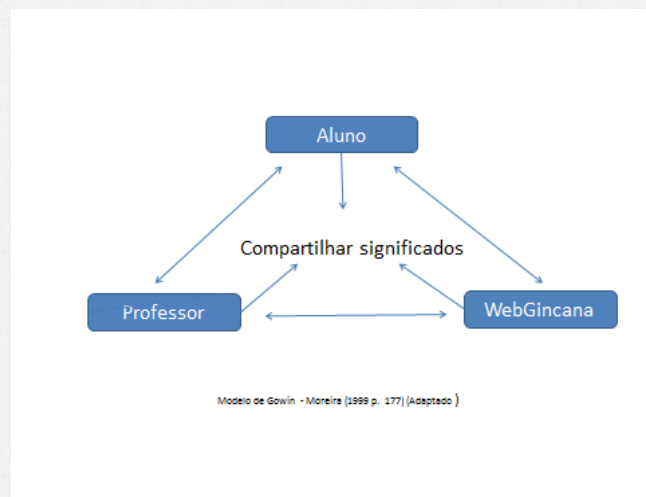 Aluno
Compartilhar significados
Professor
WebGincana
Modelo de Gowin - Moreira (1999 p. 177) (Adaptado )